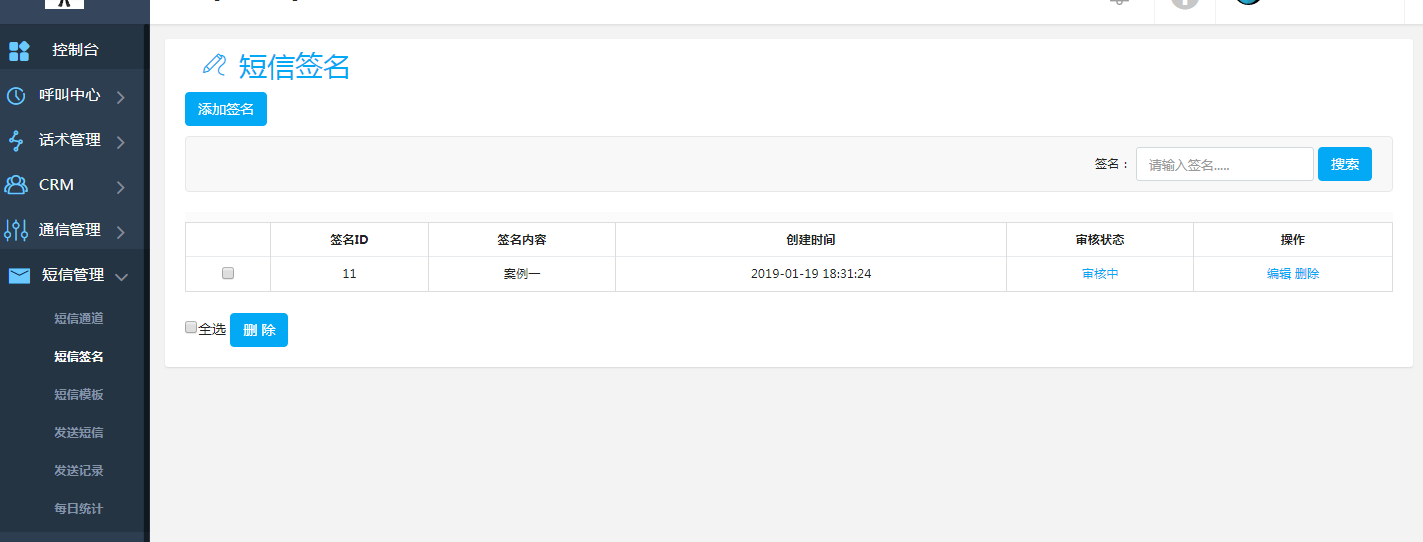 控制台
呼叫中心
话术管理
CRM
通信管理
短信管理
短信通道
短信签名
短信模板
发送短信
发送记录
每日统计
短信签名
添加签名
签名： 请输入签名..... 搜索
签名ID 签名内容 创建时间 审核状态 操作
11 案例一 2019-01-19 18:31:24 审核中 编辑 删除
全选 删 除